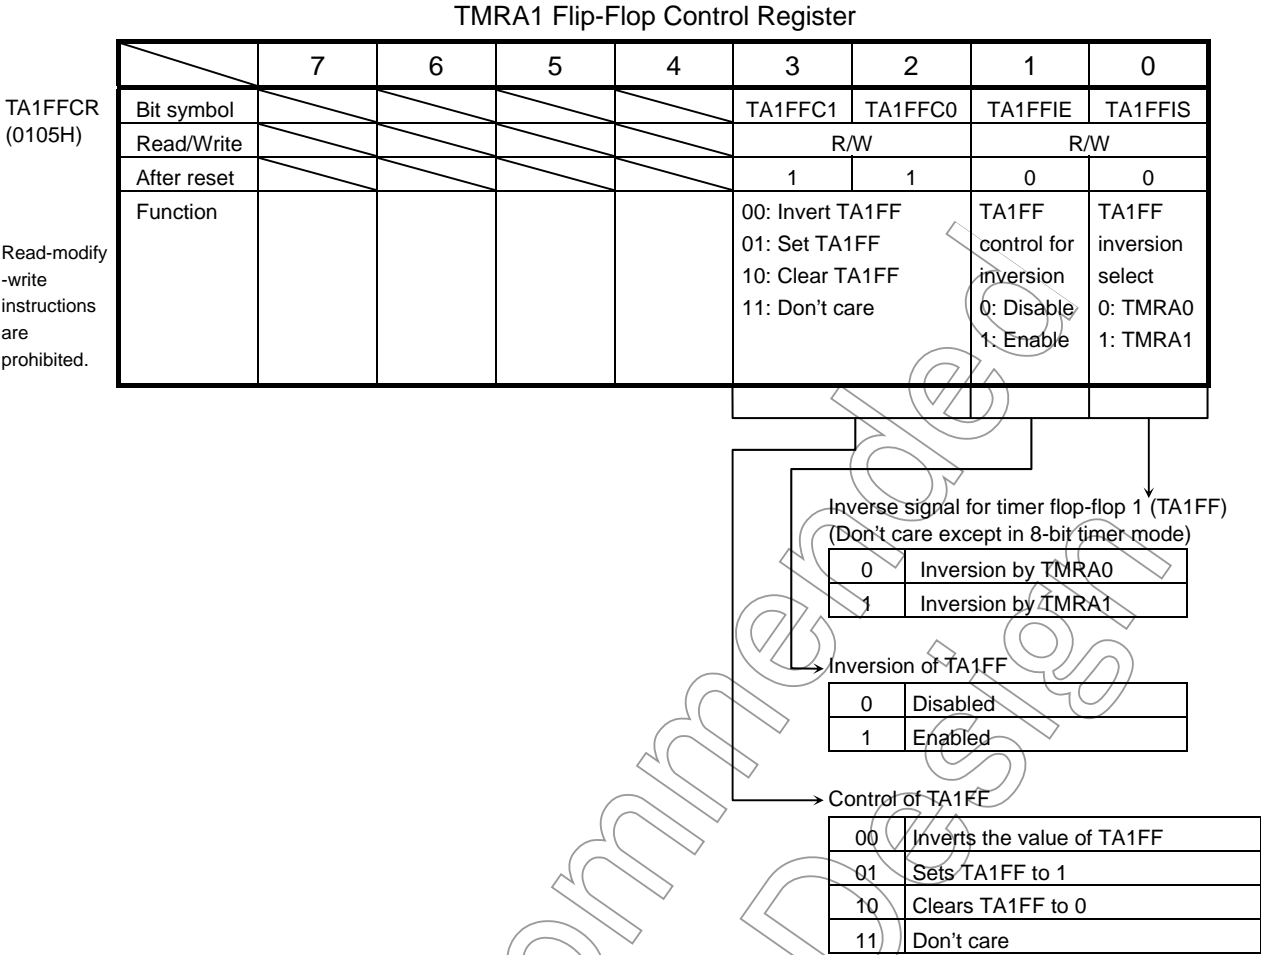 TMRA1 Flip-Flop Control Register
7 6 5 4 3 2 1 0
TA1FFCR
(0105H)
Bit symbol TA1FFC1 TA1FFC0 TA1FFIE TA1FFIS
Read/Write R/W R/W
After reset 1 1 0 0
Function
00: Invert TA1FF
01: Set TA1FF
10: Clear TA1FF
11: Don't care
TA1FF
control for
inversion
0: Disable
1: Enable
TA1FF
inversion
select
0: TMRA0
1: TMRA1
Read-modify
-write
instructions
are
prohibited.
Inverse signal for timer flop-flop 1 (TA1FF)
(Don't care except in 8-bit timer mode)
0 Inversion by TMRA0
1 Inversion by TMRA1
Inversion of TA1FF
0 Disabled
1 Enabled
Control of TA1FF
00 Inverts the value of TA1FF
01 Sets TA1FF to 1
10 Clears TA1FF to 0
11 Don't care